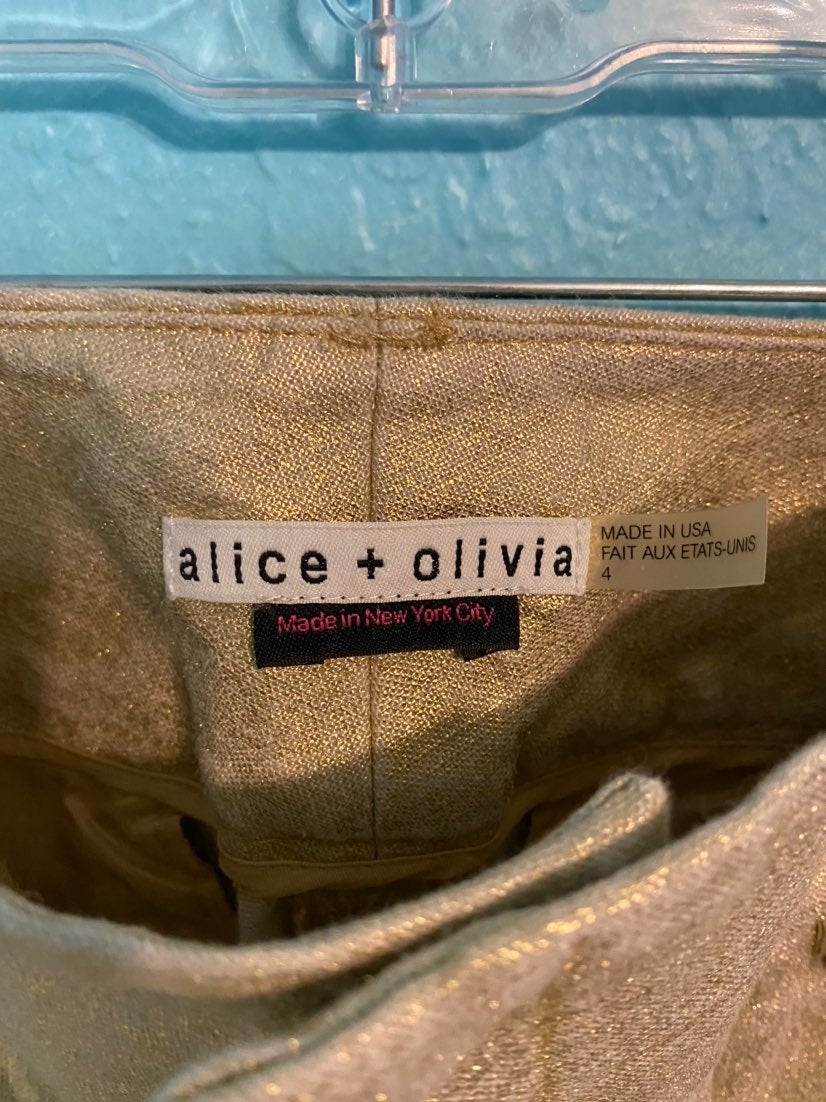 alice + olivia
MADE IN USA
FAIT AUX ETATS-UNIS
4
Made in New York City